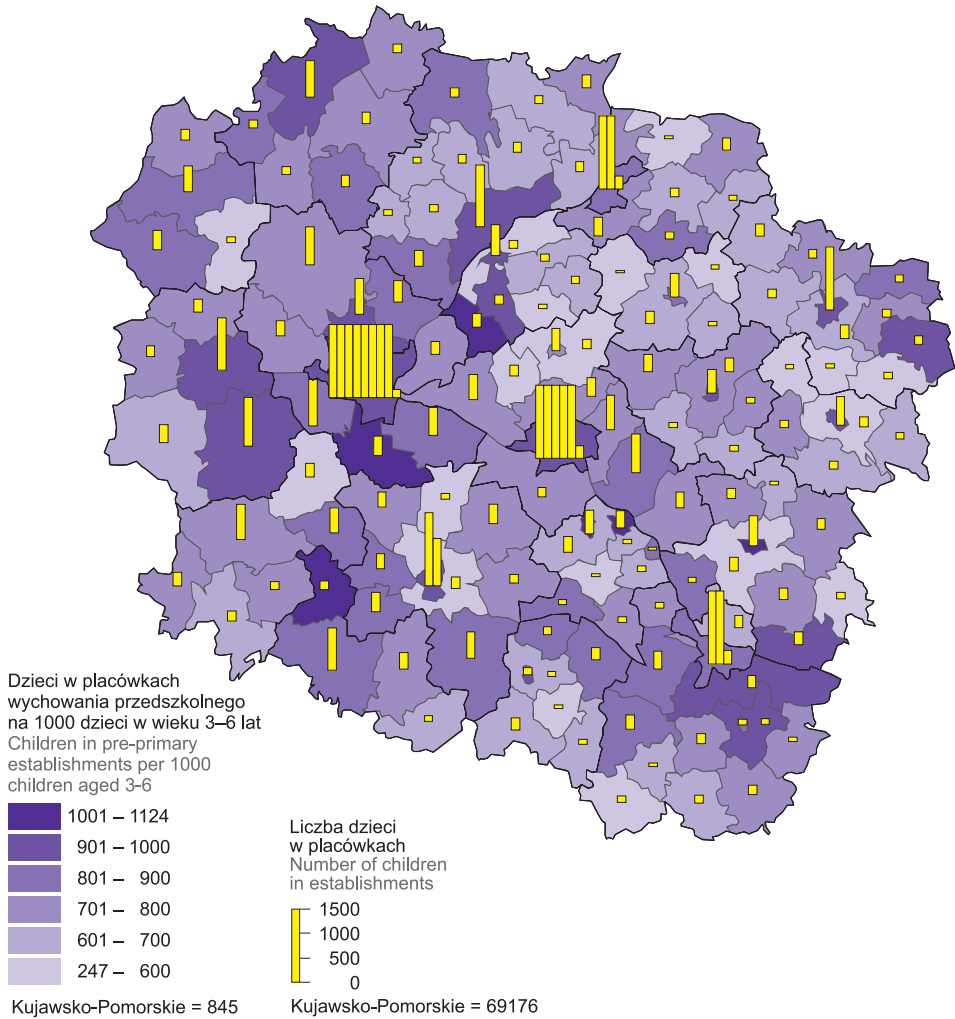 Dzieci w placówkach
wychowania przedszkolnego
na 1000 dzieci w wieku 3–6 lat
Children in pre-primary
establishments per 1000
children aged 3-6
1001 – 1124
901 – 1000
801 – 900
701 – 800
601 – 700
247 – 600
Kujawsko-Pomorskie = 845
Liczba dzieci
w placówkach
Number of children
in establishments
1500
1000
500
0
Kujawsko-Pomorskie = 69176